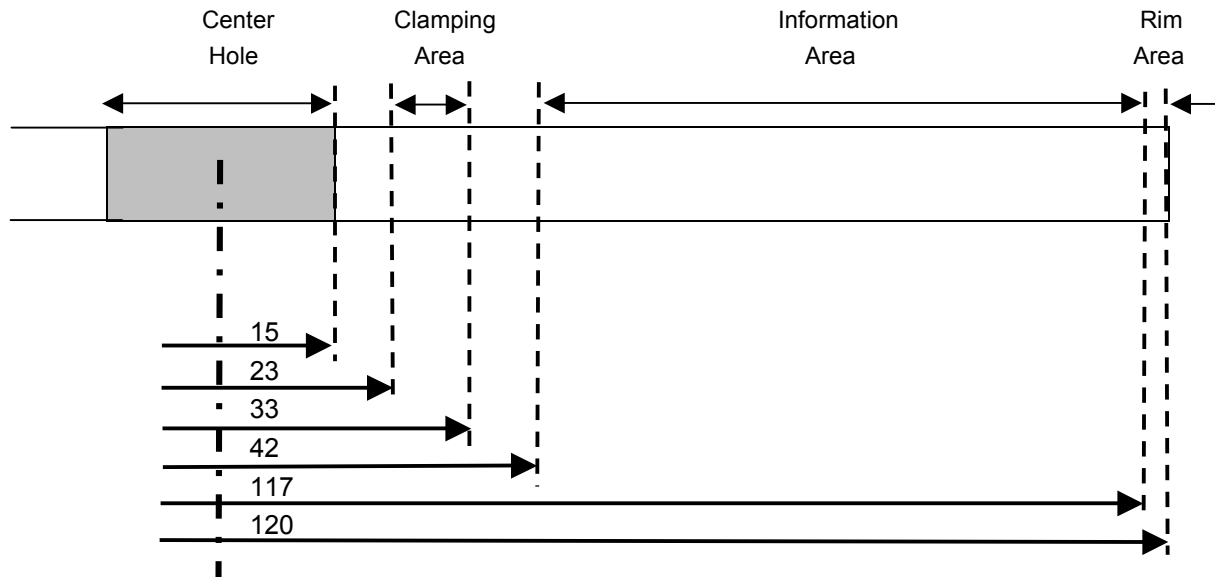 Center
Hole
Clamping
Area
Information
Area
Rim
Area
15
23
33
42
117
120